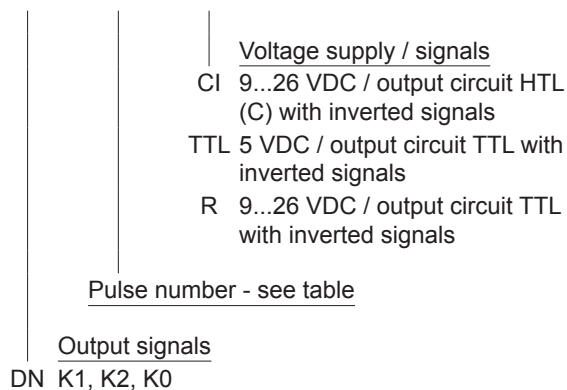 Voltage supply / signals
CI 9...26 VDC / output circuit HTL
(C) with inverted signals
TTL 5 VDC / output circuit TTL with
inverted signals
R 9...26 VDC / output circuit TTL
with inverted signals
Pulse number - see table
Output signals
DN K1, K2, K0